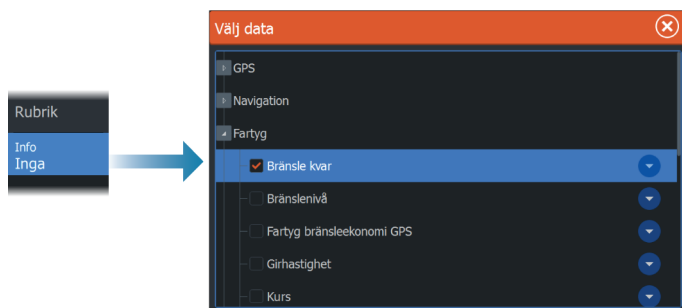 Rubrik
Info
Inga
Välj data
GPS
Navigation
Fartyg
Bränsle kvar
Bränslenivå
Fartyg bränsleekonomi GPS
Girhastighet
Kurs